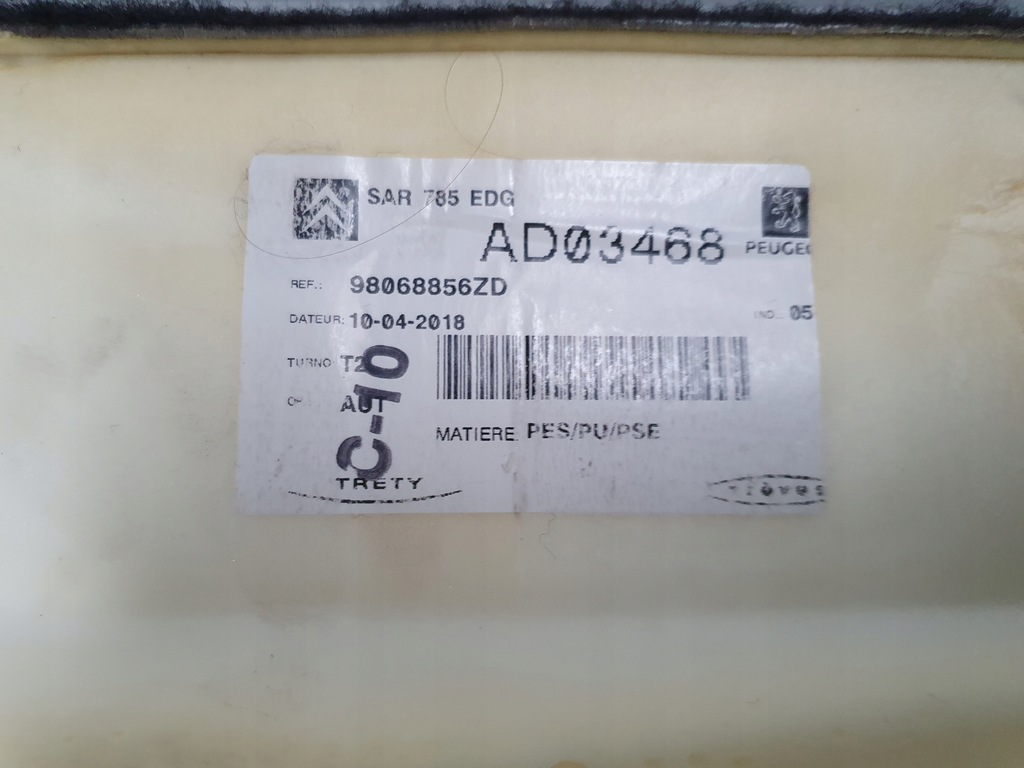 SAR 785 EDG
AD03468
PEUGEO
REF.: 98068856ZD
DATEUR: 10-04-2018
IND.: 05
TURNO: T2
C-10
AUT
MATIERE: PES/PU/PSE
TRETY